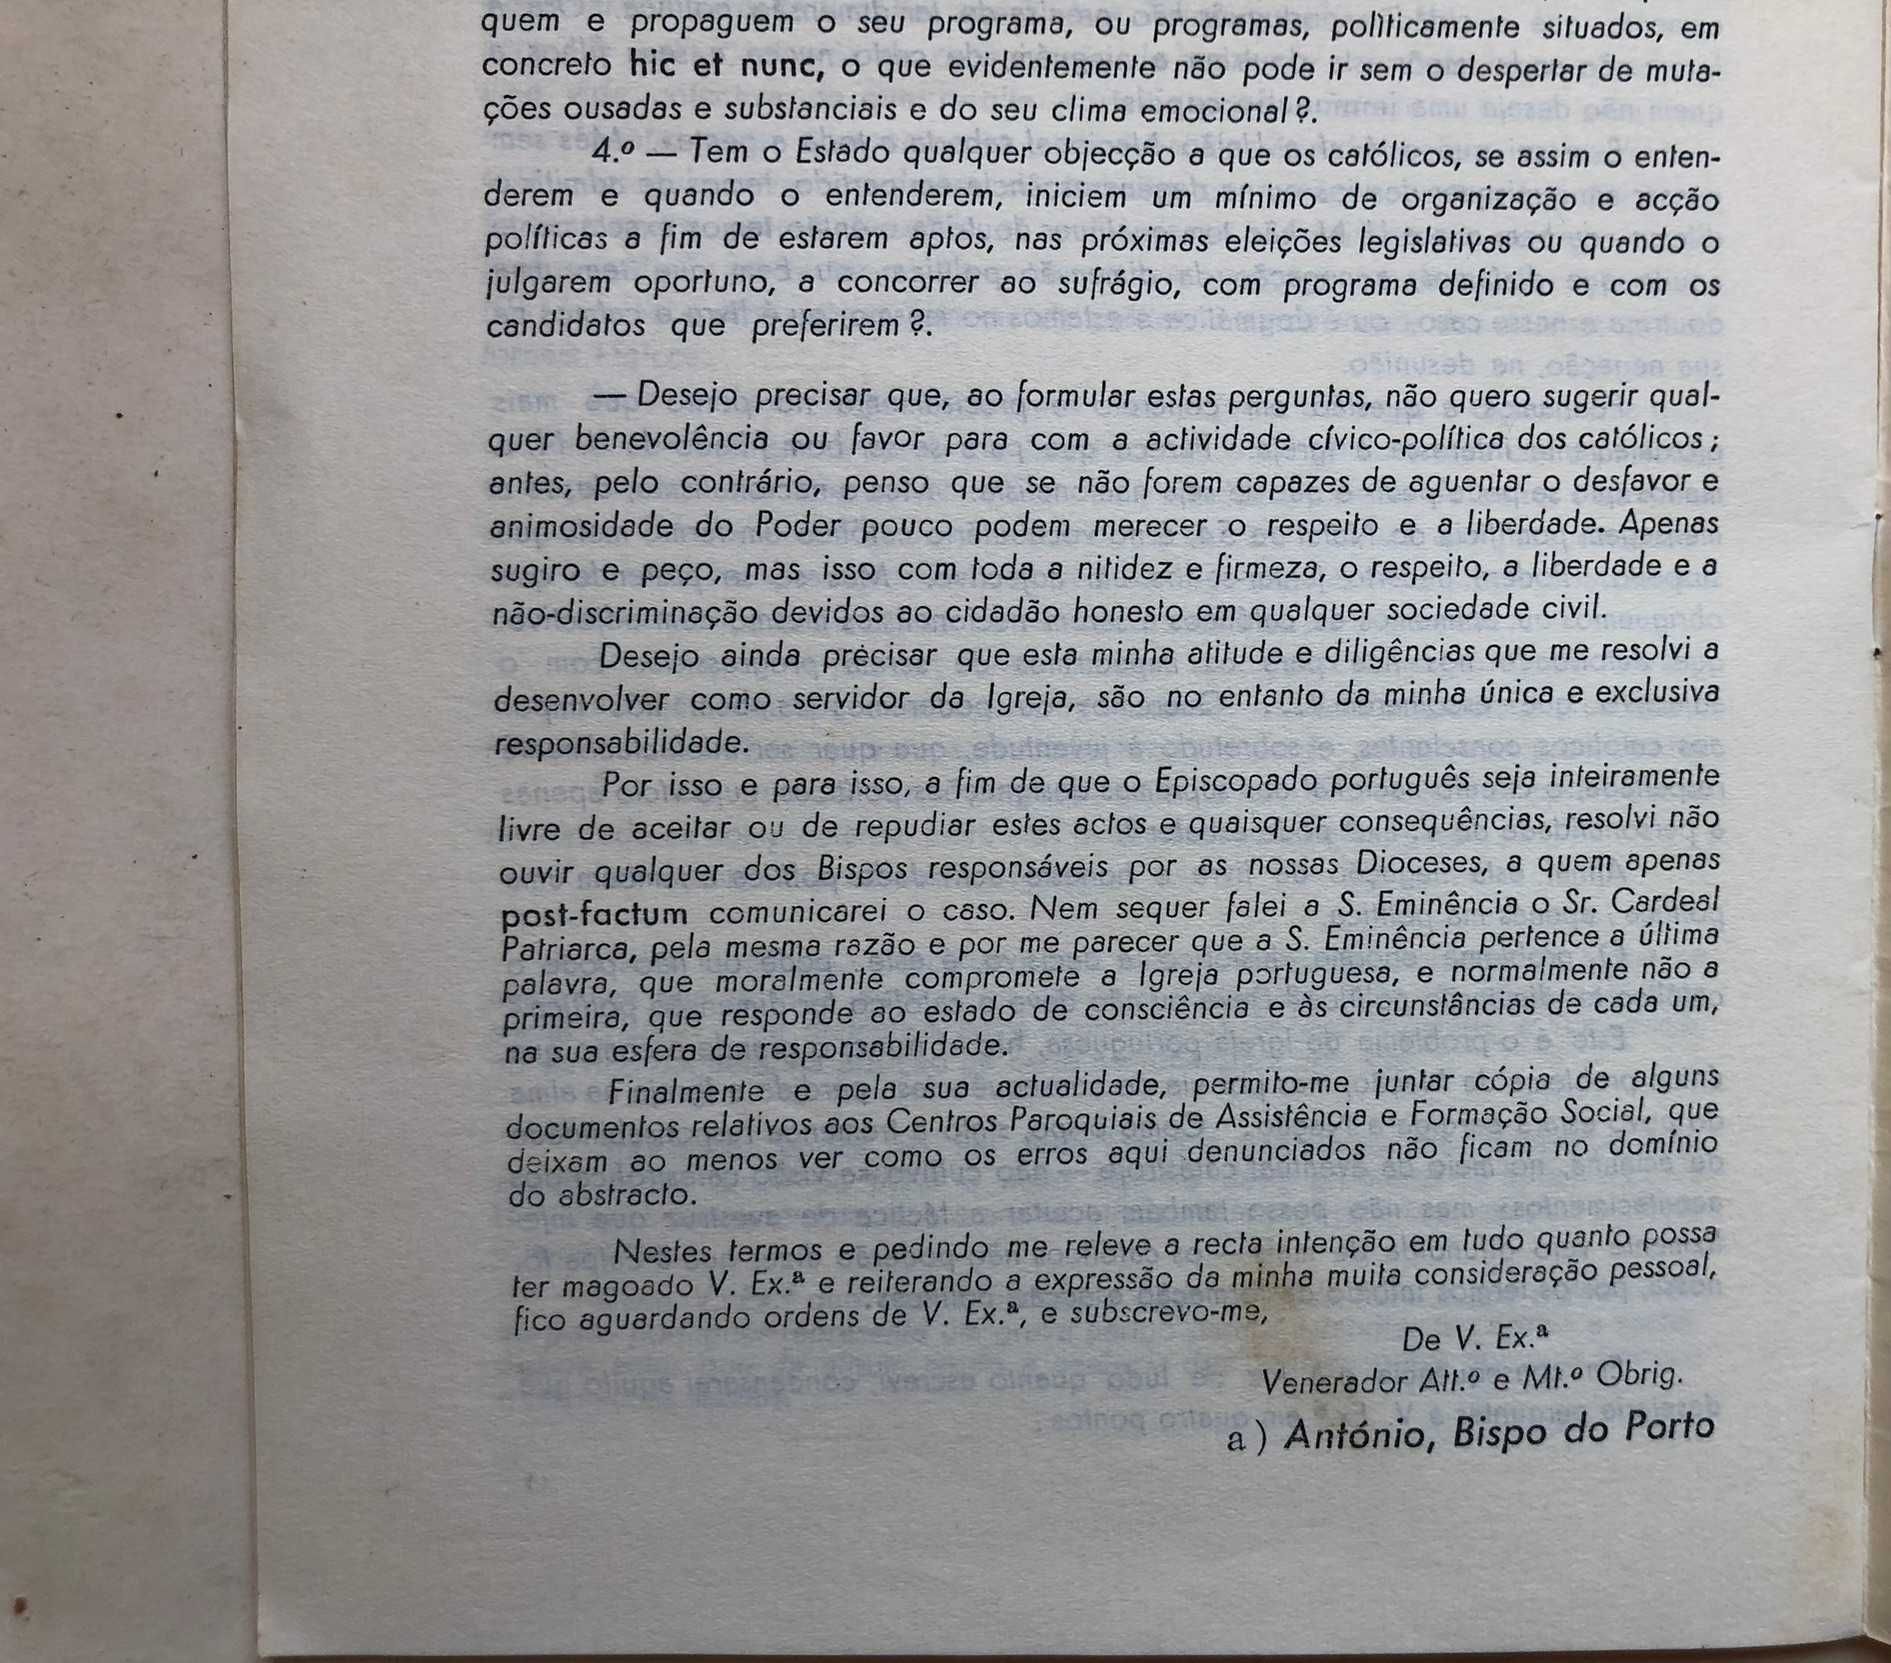 quem e propaguem o seu programa, ou programas, polìticamente situados, em
concreto hic et nunc, o que evidentemente não pode ir sem o despertar de muta-
ções ousadas e substanciais e do seu clima emocional?.
4.º — Tem o Estado qualquer objecção a que os católicos, se assim o enten-
derem e quando o entenderem, iniciem um mínimo de organização e acção
políticas a fim de estarem aptos, nas próximas eleições legislativas ou quando o
julgarem oportuno, a concorrer ao sufrágio, com programa definido e com os
candidatos que preferirem?.
— Desejo precisar que, ao formular estas perguntas, não quero sugerir qual-
quer benevolência ou favor para com a actividade cívico-política dos católicos;
antes, pelo contrário, penso que se não forem capazes de aguentar o desfavor e
animosidade do Poder pouco podem merecer o respeito e a liberdade. Apenas
sugiro e peço, mas isso com toda a nitidez e firmeza, o respeito, a liberdade e a
não-discriminação devidos ao cidadão honesto em qualquer sociedade civil.
Desejo ainda precisar que esta minha atitude e diligências que me resolvi a
desenvolver como servidor da Igreja, são no entanto da minha única e exclusiva
responsabilidade.
Por isso e para isso, a fim de que o Episcopado português seja inteiramente
livre de aceitar ou de repudiar estes actos e quaisquer consequências, resolvi não
ouvir qualquer dos Bispos responsáveis por as nossas Dioceses, a quem apenas
post-factum comunicarei o caso. Nem sequer falei a S. Eminência o Sr. Cardeal
Patriarca, pela mesma razão e por me parecer que a S. Eminência pertence a última
palavra, que moralmente compromete a Igreja portuguesa, e normalmente não a
primeira, que responde ao estado de consciência e às circunstâncias de cada um,
na sua esfera de responsabilidade.
Finalmente e pela sua actualidade, permito-me juntar cópia de alguns
documentos relativos aos Centros Paroquiais de Assistência e Formação Social, que
deixam ao menos ver como os erros aqui denunciados não ficam no domínio
do abstracto.
Nestes termos e pedindo me releve a recta intenção em tudo quanto possa
ter magoado V. Ex.ª e reiterando a expressão da minha muita consideração pessoal,
fico aguardando ordens de V. Ex.ª, e subscrevo-me,
De V. Ex.ª
Venerador Att.º e Mt.º Obrig.
a) António, Bispo do Porto